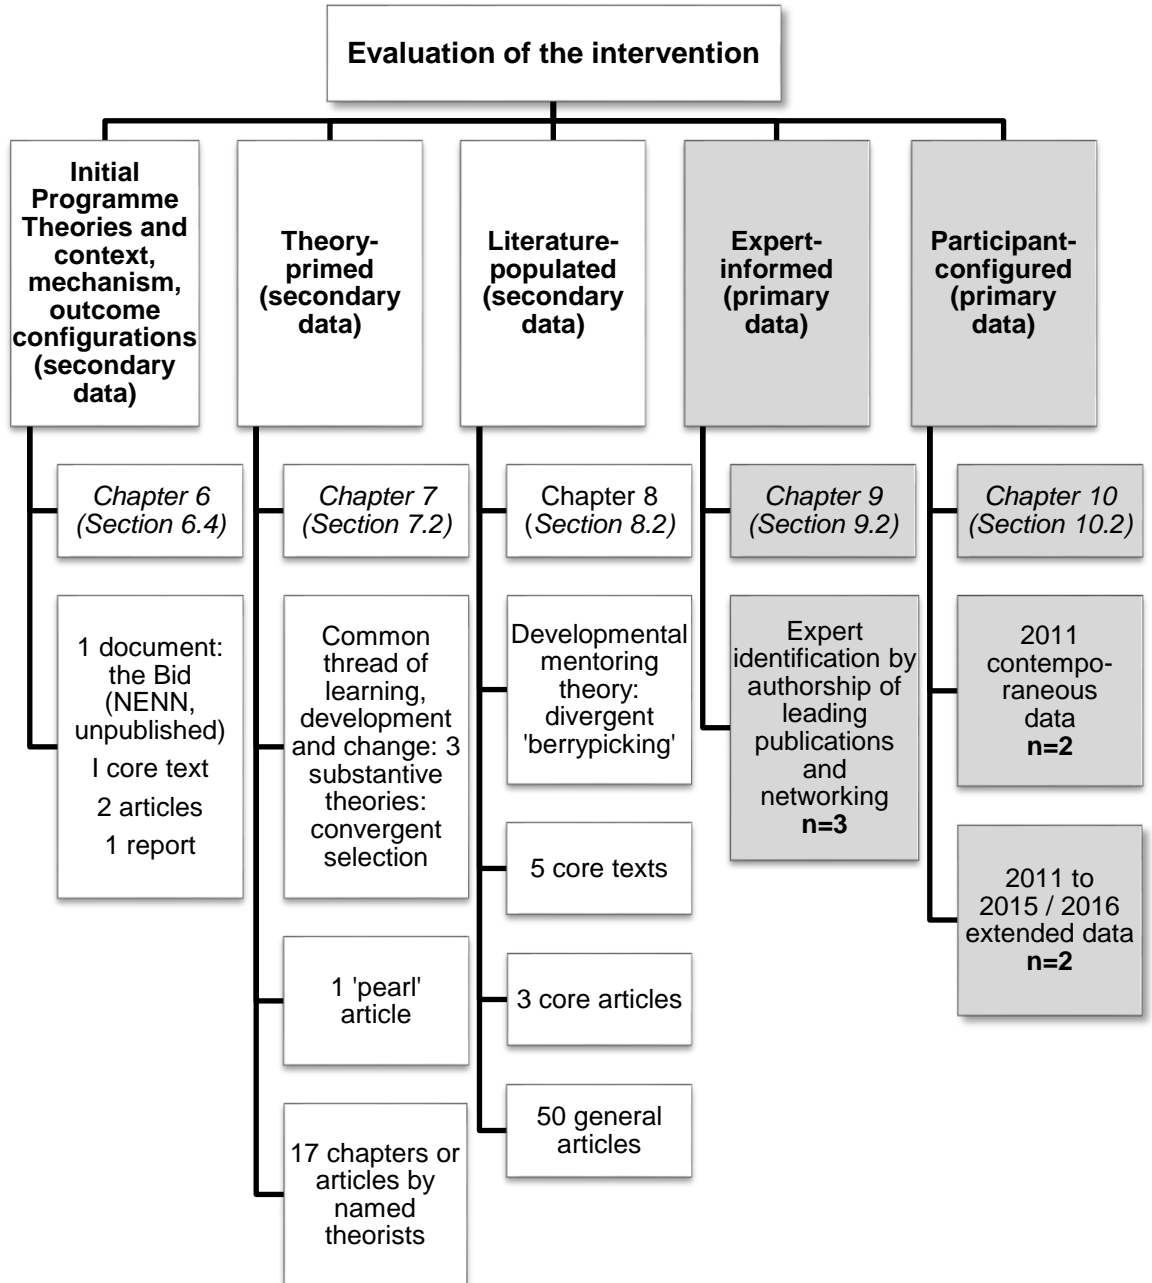 Evaluation of the intervention
Initial
Programme
Theories and
context,
mechanism,
outcome
configurations
(secondary
data)
Theory-
primed
(secondary
data)
Literature-
populated
(secondary
data)
Expert-
informed
(primary
data)
Participant-
configured
(primary
data)
Chapter 6
(Section 6.4)
1 document:
the Bid
(NENN,
unpublished)
I core text
2 articles
1 report
Chapter 7
(Section 7.2)
Common
thread of
learning,
development
and change: 3
substantive
theories:
convergent
selection
1 'pearl'
article
17 chapters or
articles by
named
theorists
Chapter 8
(Section 8.2)
Developmental
mentoring
theory:
divergent
'berrypicking'
5 core texts
3 core articles
50 general
articles
Chapter 9
(Section 9.2)
Expert
identification by
authorship of
leading
publications
and
networking
n=3
Chapter 10
(Section 10.2)
2011
contempo-
raneous
data
n=2
2011 to
2015 / 2016
extended data
n=2